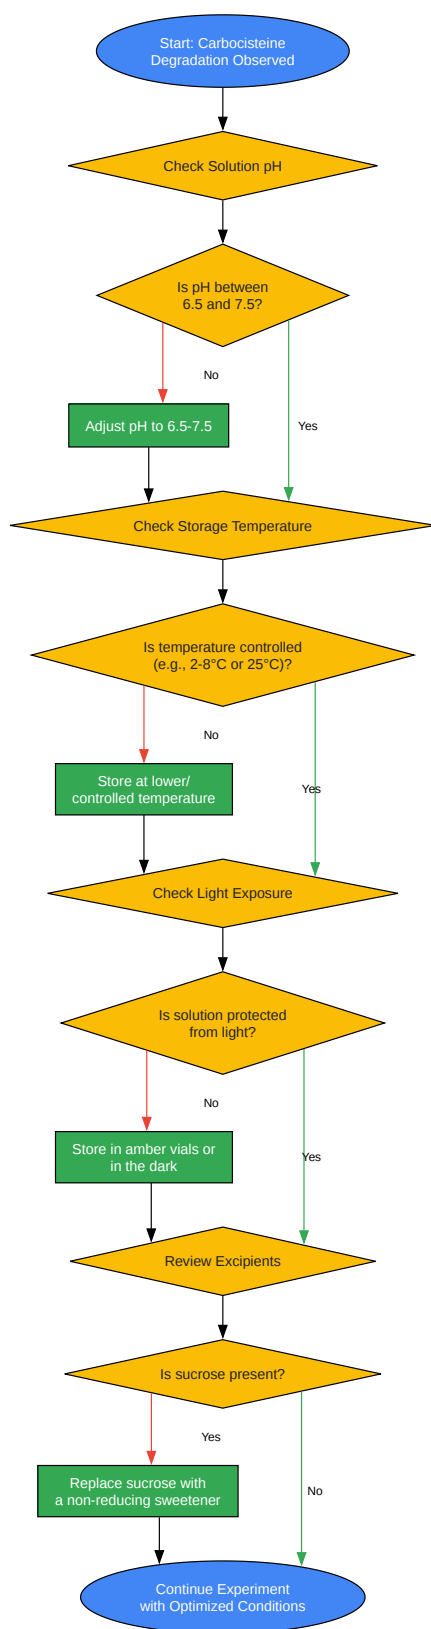 Start: Carbocisteine
Degradation Observed
Check Solution pH
Is pH between
6.5 and 7.5?
No
Adjust pH to 6.5-7.5
Yes
Check Storage Temperature
Is temperature controlled
(e.g., 2-8°C or 25°C)?
No
Store at lower/
controlled temperature
Yes
Check Light Exposure
Is solution protected
from light?
No
Store in amber vials or
in the dark
Yes
Review Excipients
Is sucrose present?
Yes
Replace sucrose with
a non-reducing sweetener
No
Continue Experiment
with Optimized Conditions